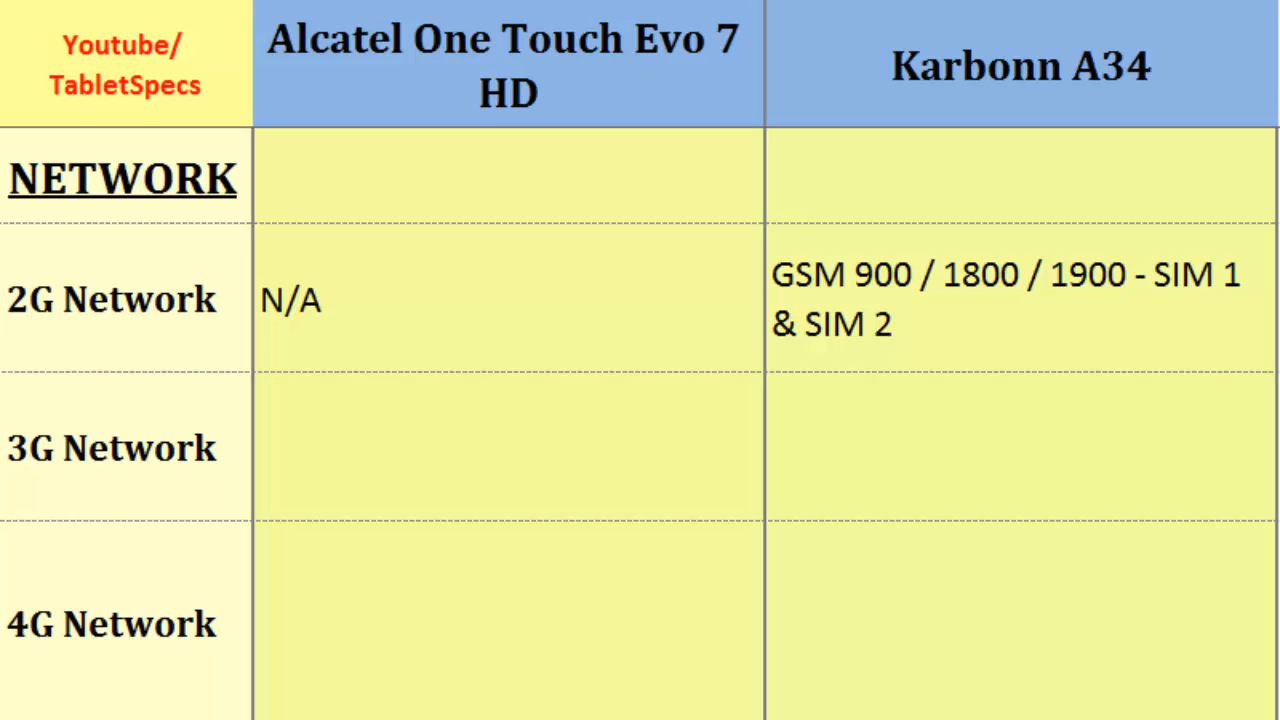 Youtube/
TabletSpecs
Alcatel One Touch Evo 7
HD
Karbonn A34
NETWORK
2G Network
N/A
GSM 900 / 1800 / 1900 - SIM 1
& SIM 2
3G Network
4G Network